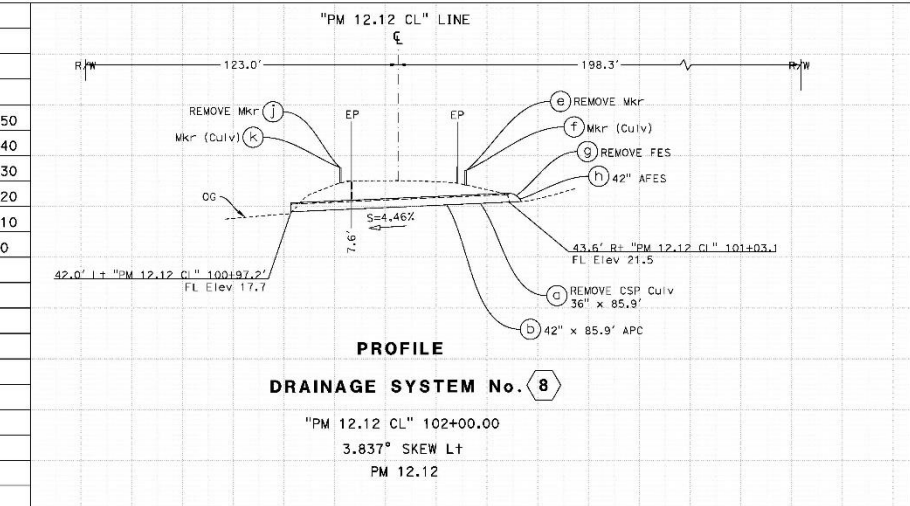 "PM 12.12 CL" LINE
℄
R/W 123.0' 198.3' R/W
REMOVE Mkr j
Mkr (Culv) k
EP
EP
e REMOVE Mkr
f Mkr (Culv)
g REMOVE FES
h 42" AFES
50
40
30
20
10
0
OG
S=4.46%
7.6'
42.0' Lt "PM 12.12 CL" 100+97.2'
FL Elev 17.7
43.6' Rt "PM 12.12 CL" 101+03.1
FL Elev 21.5
a REMOVE CSP Culv
36" x 85.9'
b 42" x 85.9' APC
PROFILE
DRAINAGE SYSTEM No. 8
"PM 12.12 CL" 102+00.00
3.837° SKEW Lt
PM 12.12